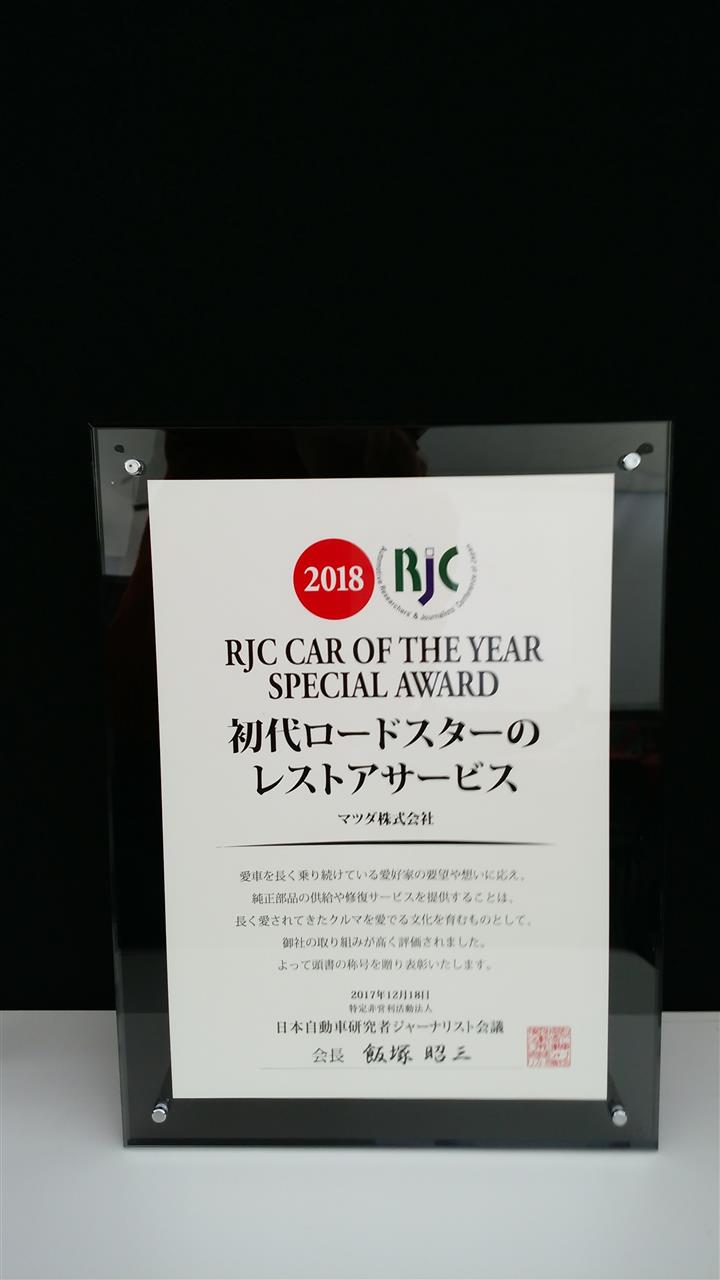 2018
RJC
Automotive Researchers' & Journalists' Conference of Japan
RJC CAR OF THE YEAR
SPECIAL AWARD
初代ロードスターの
レストアサービス
マツダ株式会社
愛車を長く乗り続けている愛好家の要望や想いに応え、
純正部品の供給や修復サービスを提供することは、
長く愛されてきたクルマを愛でる文化を育むものとして、
御社の取り組みが高く評価されました。
よって頭書の称号を贈り表彰いたします。
2017年12月18日
特定非営利活動法人
日本自動車研究者ジャーナリスト会議
会長 飯塚 昭三